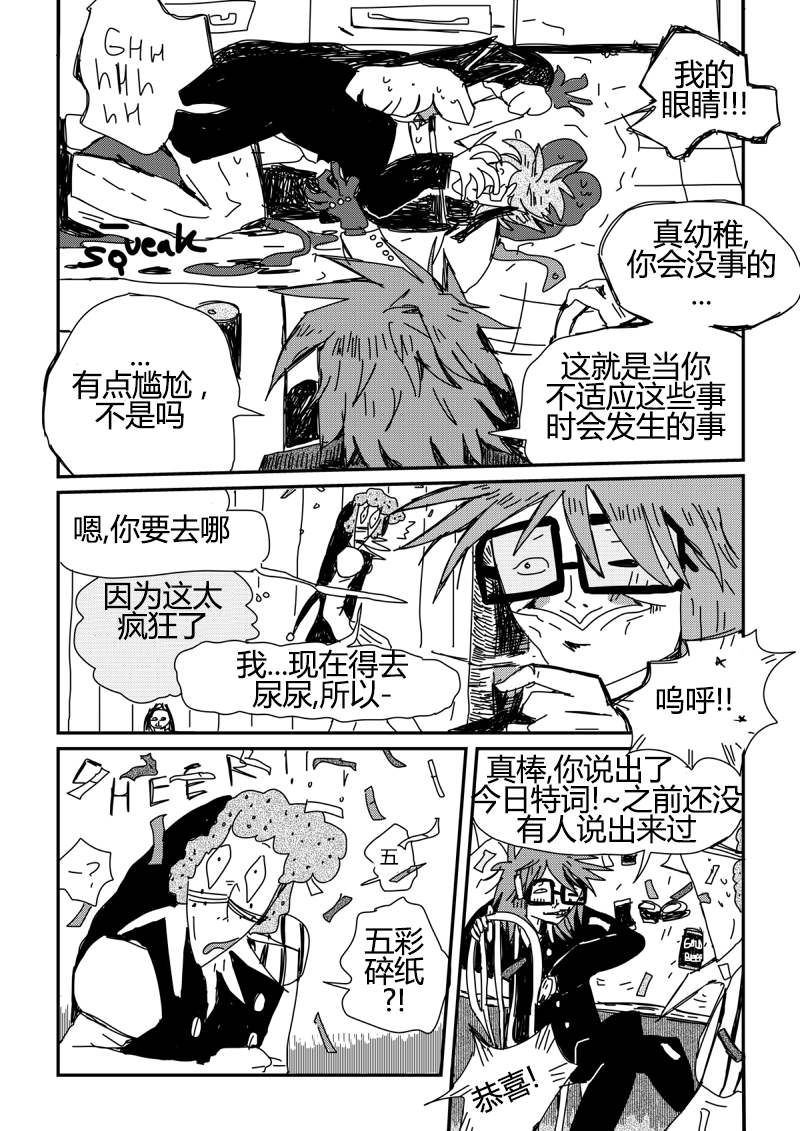 GHH
hHh
hH
我的
眼睛!!!
squeak
真幼稚,
你会没事的
...
...
有点尴尬，
不是吗
这就是当你
不适应这些事
时会发生的事
嗯,你要去哪
因为这太
疯狂了
我...现在得去
尿尿,所以-
呜呼!!
CHEER!!!
~?
五
五彩
碎纸
?!
真棒,你说出了
今日特词!~之前还没
有人说出来过
GOLD
BEER
恭喜!